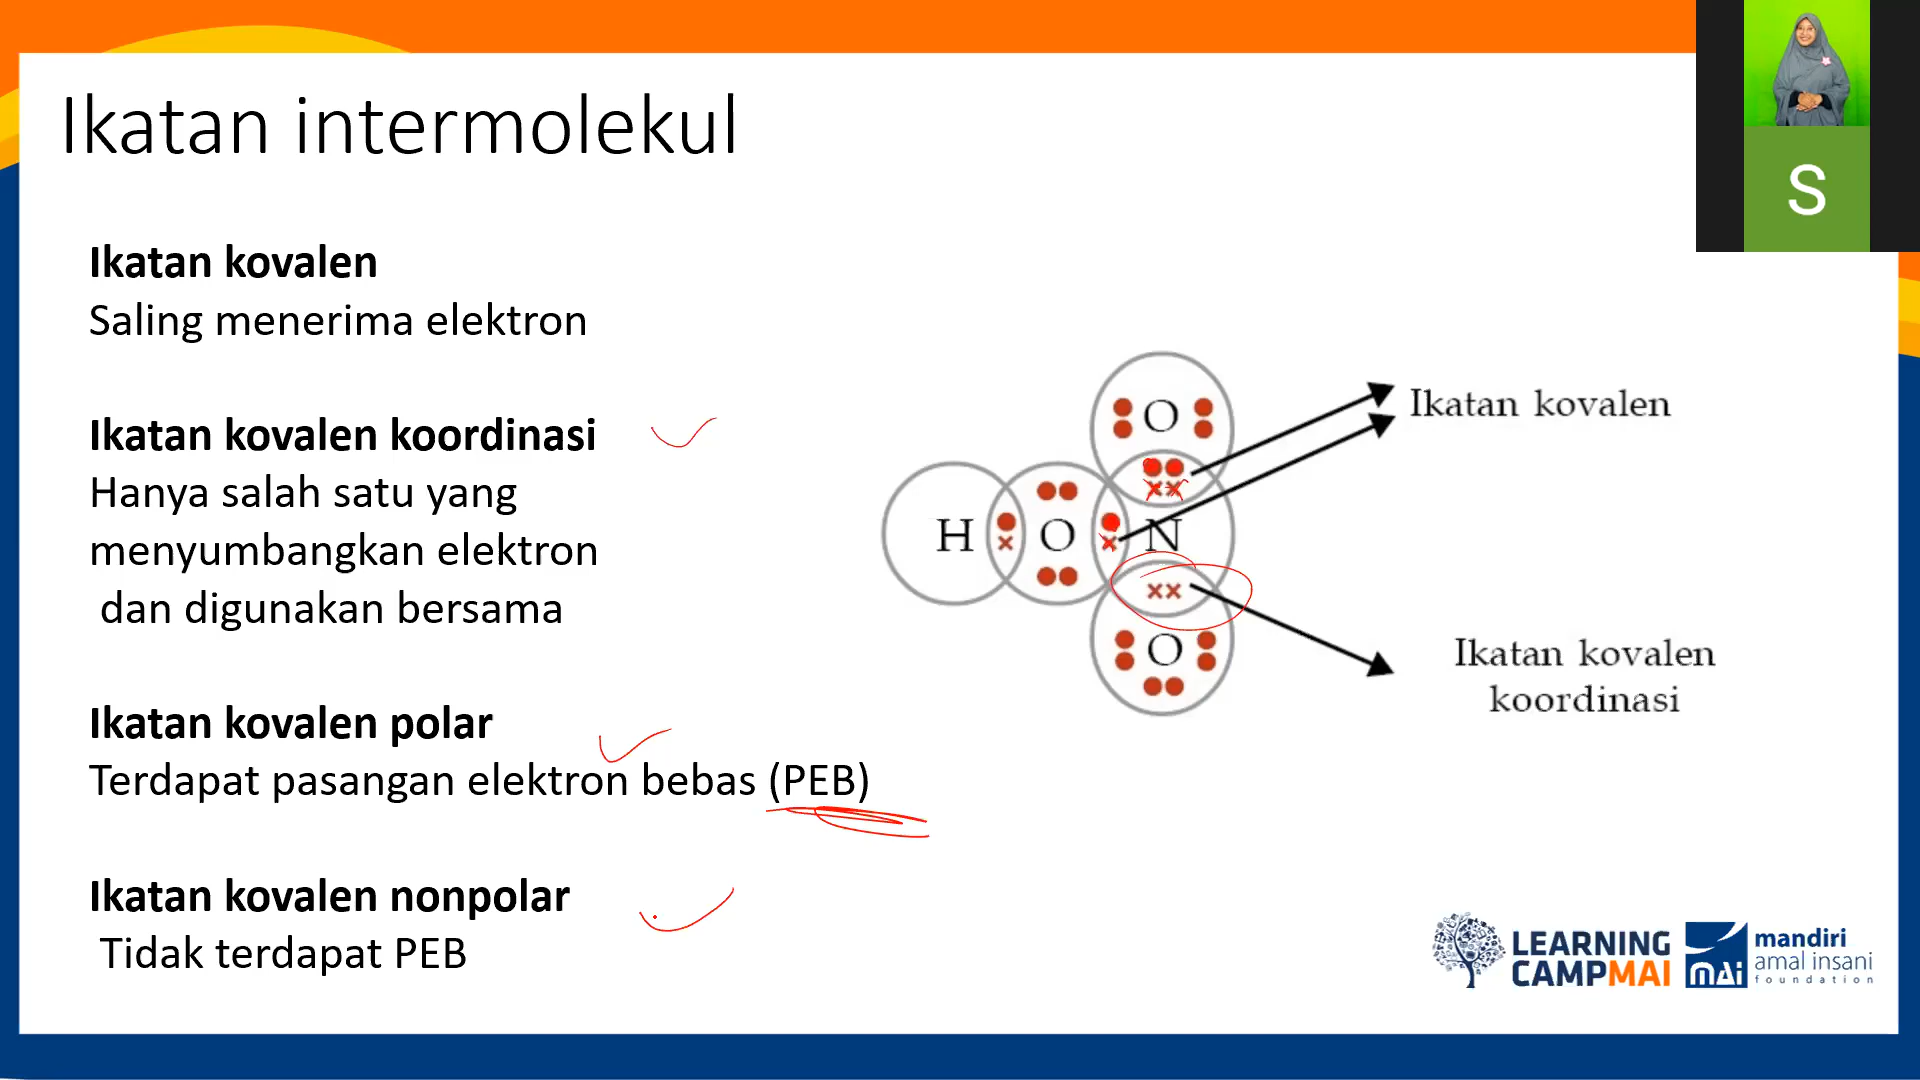 Ikatan intermolekul
S
Ikatan kovalen
Saling menerima elektron
Ikatan kovalen koordinasi
Hanya salah satu yang
menyumbangkan elektron
dan digunakan bersama
Ikatan kovalen polar
Terdapat pasangan elektron bebas (PEB)
Ikatan kovalen nonpolar
Tidak terdapat PEB
O
Ikatan kovalen
H
O
N
O
Ikatan kovalen
koordinasi
LEARNING
CAMPMAI
MAi
mandiri
amal insani
foundation